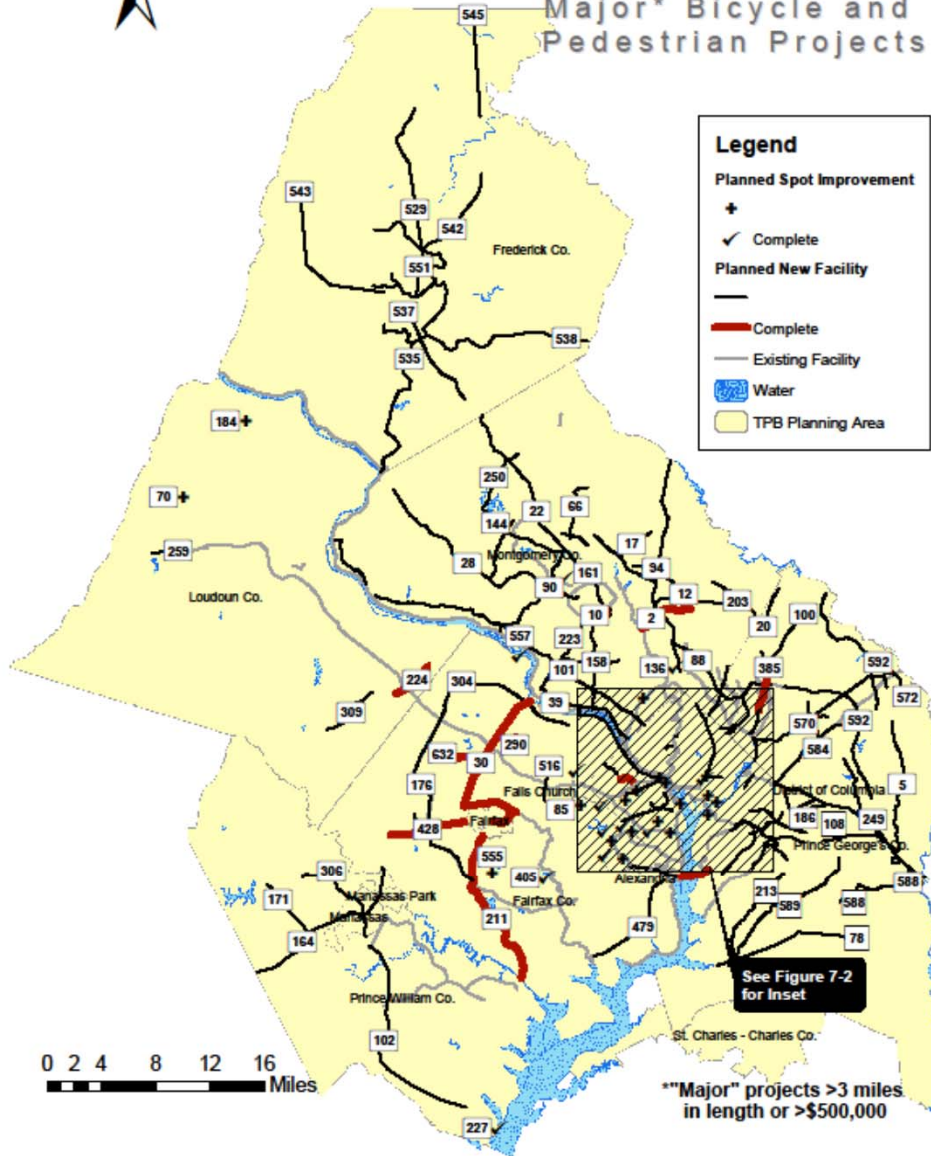 Major* Bicycle and
Pedestrian Projects
545
Legend
Planned Spot Improvement
Complete
Planned New Facility
Complete
Existing Facility
Water
TPB Planning Area
543
529
542
Frederick Co.
551
537
538
535
184
250
70
22
66
144
17
259
Montgomery Co.
28
161
94
90
12
Loudoun Co.
203
10
2
100
20
557
223
101
158
136
88
385
592
224
304
572
39
309
570
592
290
632
30
584
516
176
5
Falls Church
District of Columbia
85
186
108
249
428
Fairfax
Prince George's Co.
555
306
405
Alexandria
588
171
Manassas Park
213
Fairfax Co.
589
588
Manassas
211
479
164
78
See Figure 7-2
for Inset
Prince William Co.
St. Charles - Charles Co.
102
0 2 4 8 12 16
Miles
*"Major" projects >3 miles
in length or >$500,000
227